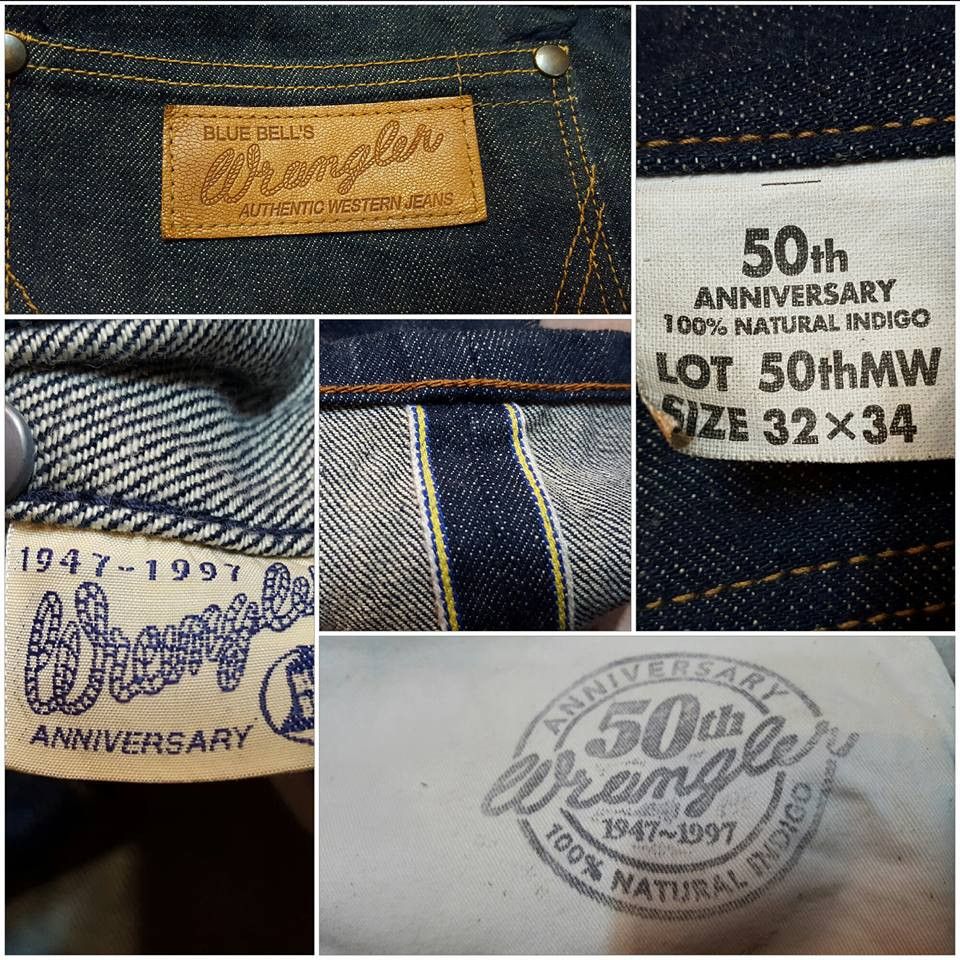 BLUE BELL'S
Wrangler
AUTHENTIC WESTERN JEANS
50th
ANNIVERSARY
100% NATURAL INDIGO
LOT 50thMW
SIZE 32×34
1947~1997
Wrangler
ANNIVERSARY
ANNIVERSARY
50th
Wrangler
1947~1997
100% NATURAL INDIGO